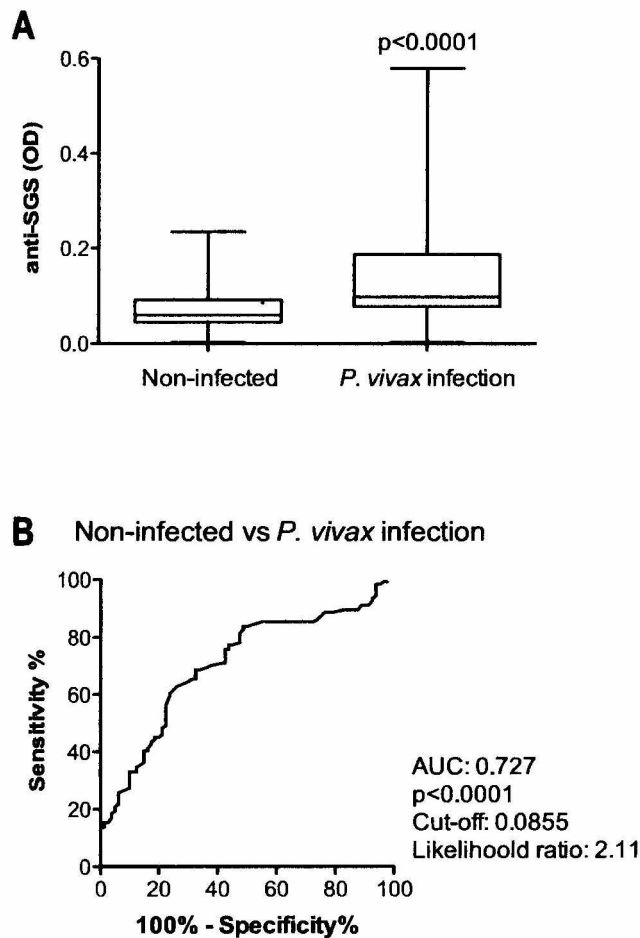 A
p<0.0001
0.6
0.4
0.2
0.0
anti-SGS (OD)
Non-infected
P. vivax infection
B Non-infected vs P. vivax infection
100
80
60
40
20
0
Sensitivity %
0 20 40 60 80 100
100% - Specificity%
AUC: 0.727
p<0.0001
Cut-off: 0.0855
Likelihoold ratio: 2.11